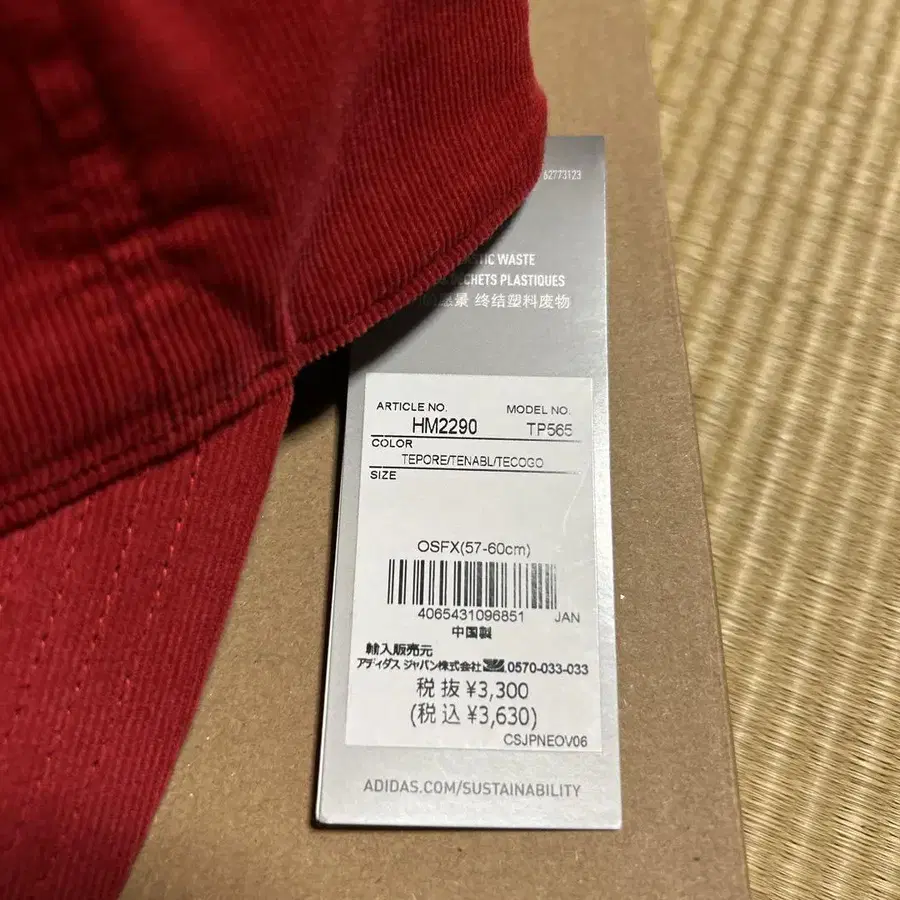 62773123
WASTE
DECHETS PLASTIQUES
终结塑料废物
ARTICLE NO. MODEL NO.
HM2290 TP565
COLOR
TEPORE/TENABL/TECOGO
SIZE
OSFX(57-60cm)
4065431096851 JAN
中国製
輸入販売元
アディダス ジャパン株式会社 0570-033-033
税抜 ¥3,300
(税込 ¥3,630)
CSJPNEOV06
ADIDAS.COM/SUSTAINABILITY